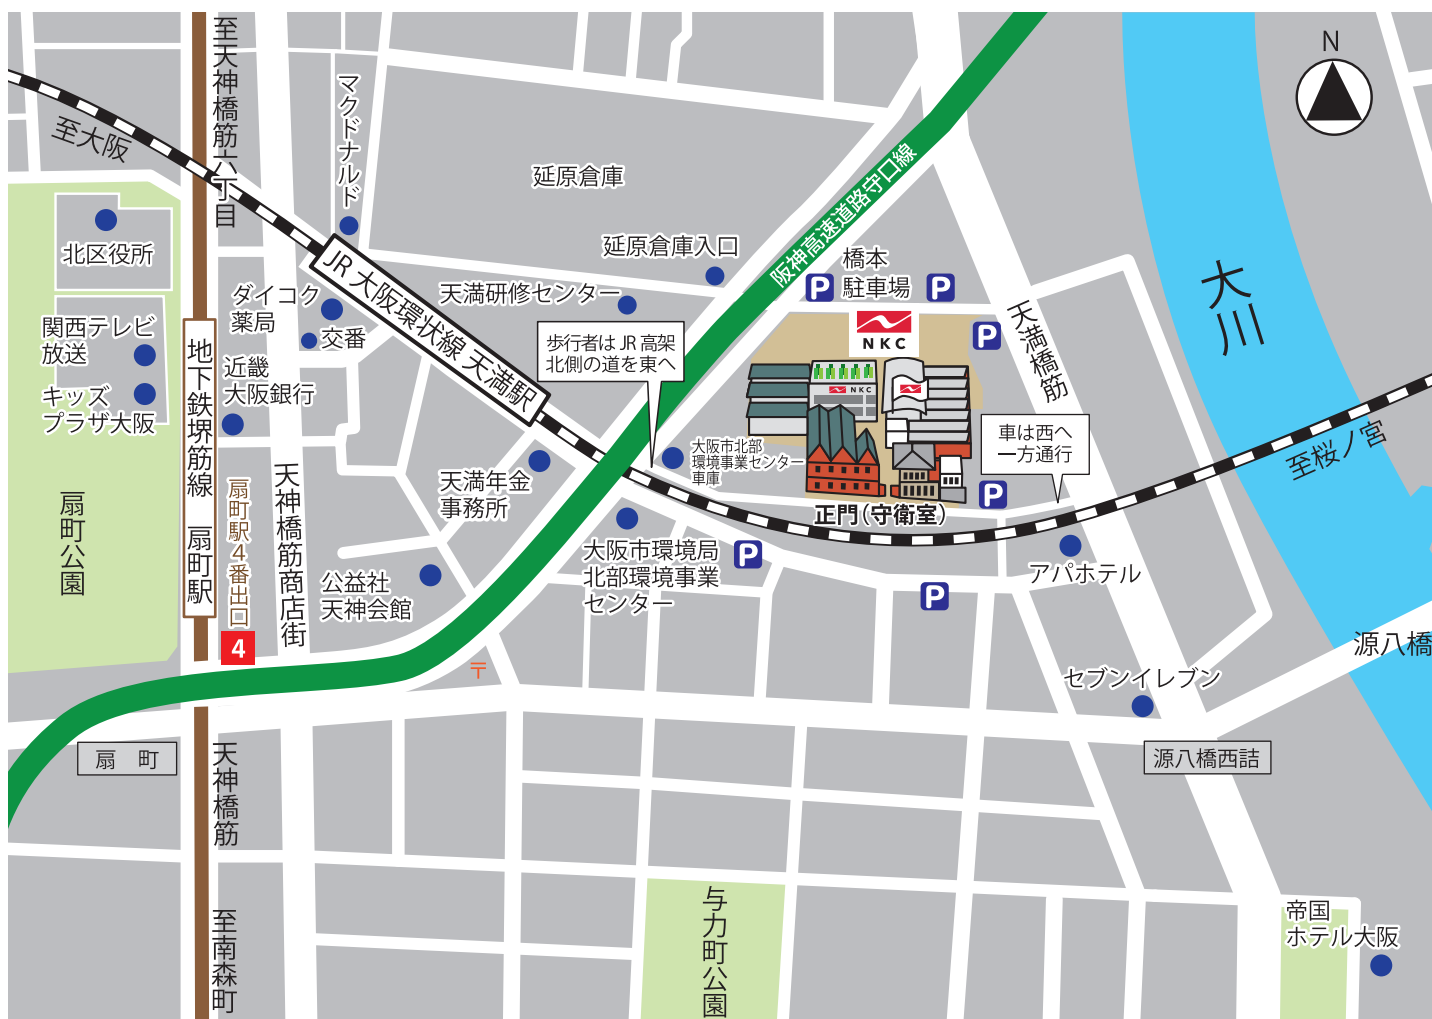 至天神橋筋六丁目
N
マクドナルド
至大阪
阪神高速道路守口線
延原倉庫
北区役所
延原倉庫入口
橋本
駐車場
P
P
大川
JR 大阪環状線 天満駅
天満研修センター
ダイコク
薬局
交番
関西テレビ
放送
キッズ
プラザ大阪
近畿
大阪銀行
地下鉄堺筋線 扇町駅
歩行者は JR 高架
北側の道を東へ
NKC
P
天満橋筋
NKC
NKC
車は西へ
一方通行
至桜ノ宮
大阪市北部
環境事業センター
車庫
天満年金
事務所
天神橋筋商店街
扇町駅4番出口
4
扇町公園
正門(守衛室)
P
大阪市環境局
北部環境事業
センター
P
P
アパホテル
公益社
天神会館
〒
源八橋
セブンイレブン
源八橋西詰
扇 町
天神橋筋
至南森町
与力町公園
帝国
ホテル大阪